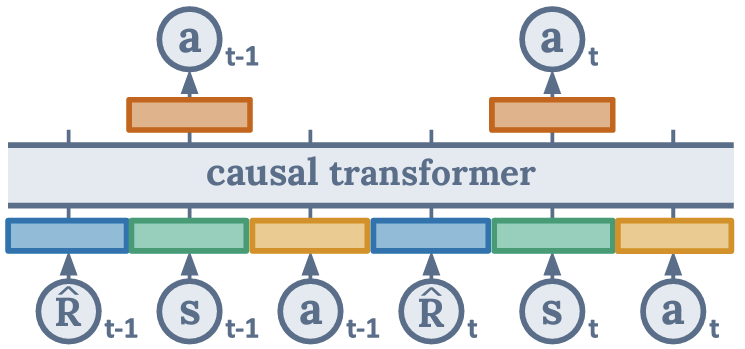 a t-1 a t
causal transformer
R̂ t-1 s t-1 a t-1 R̂ t s t a t